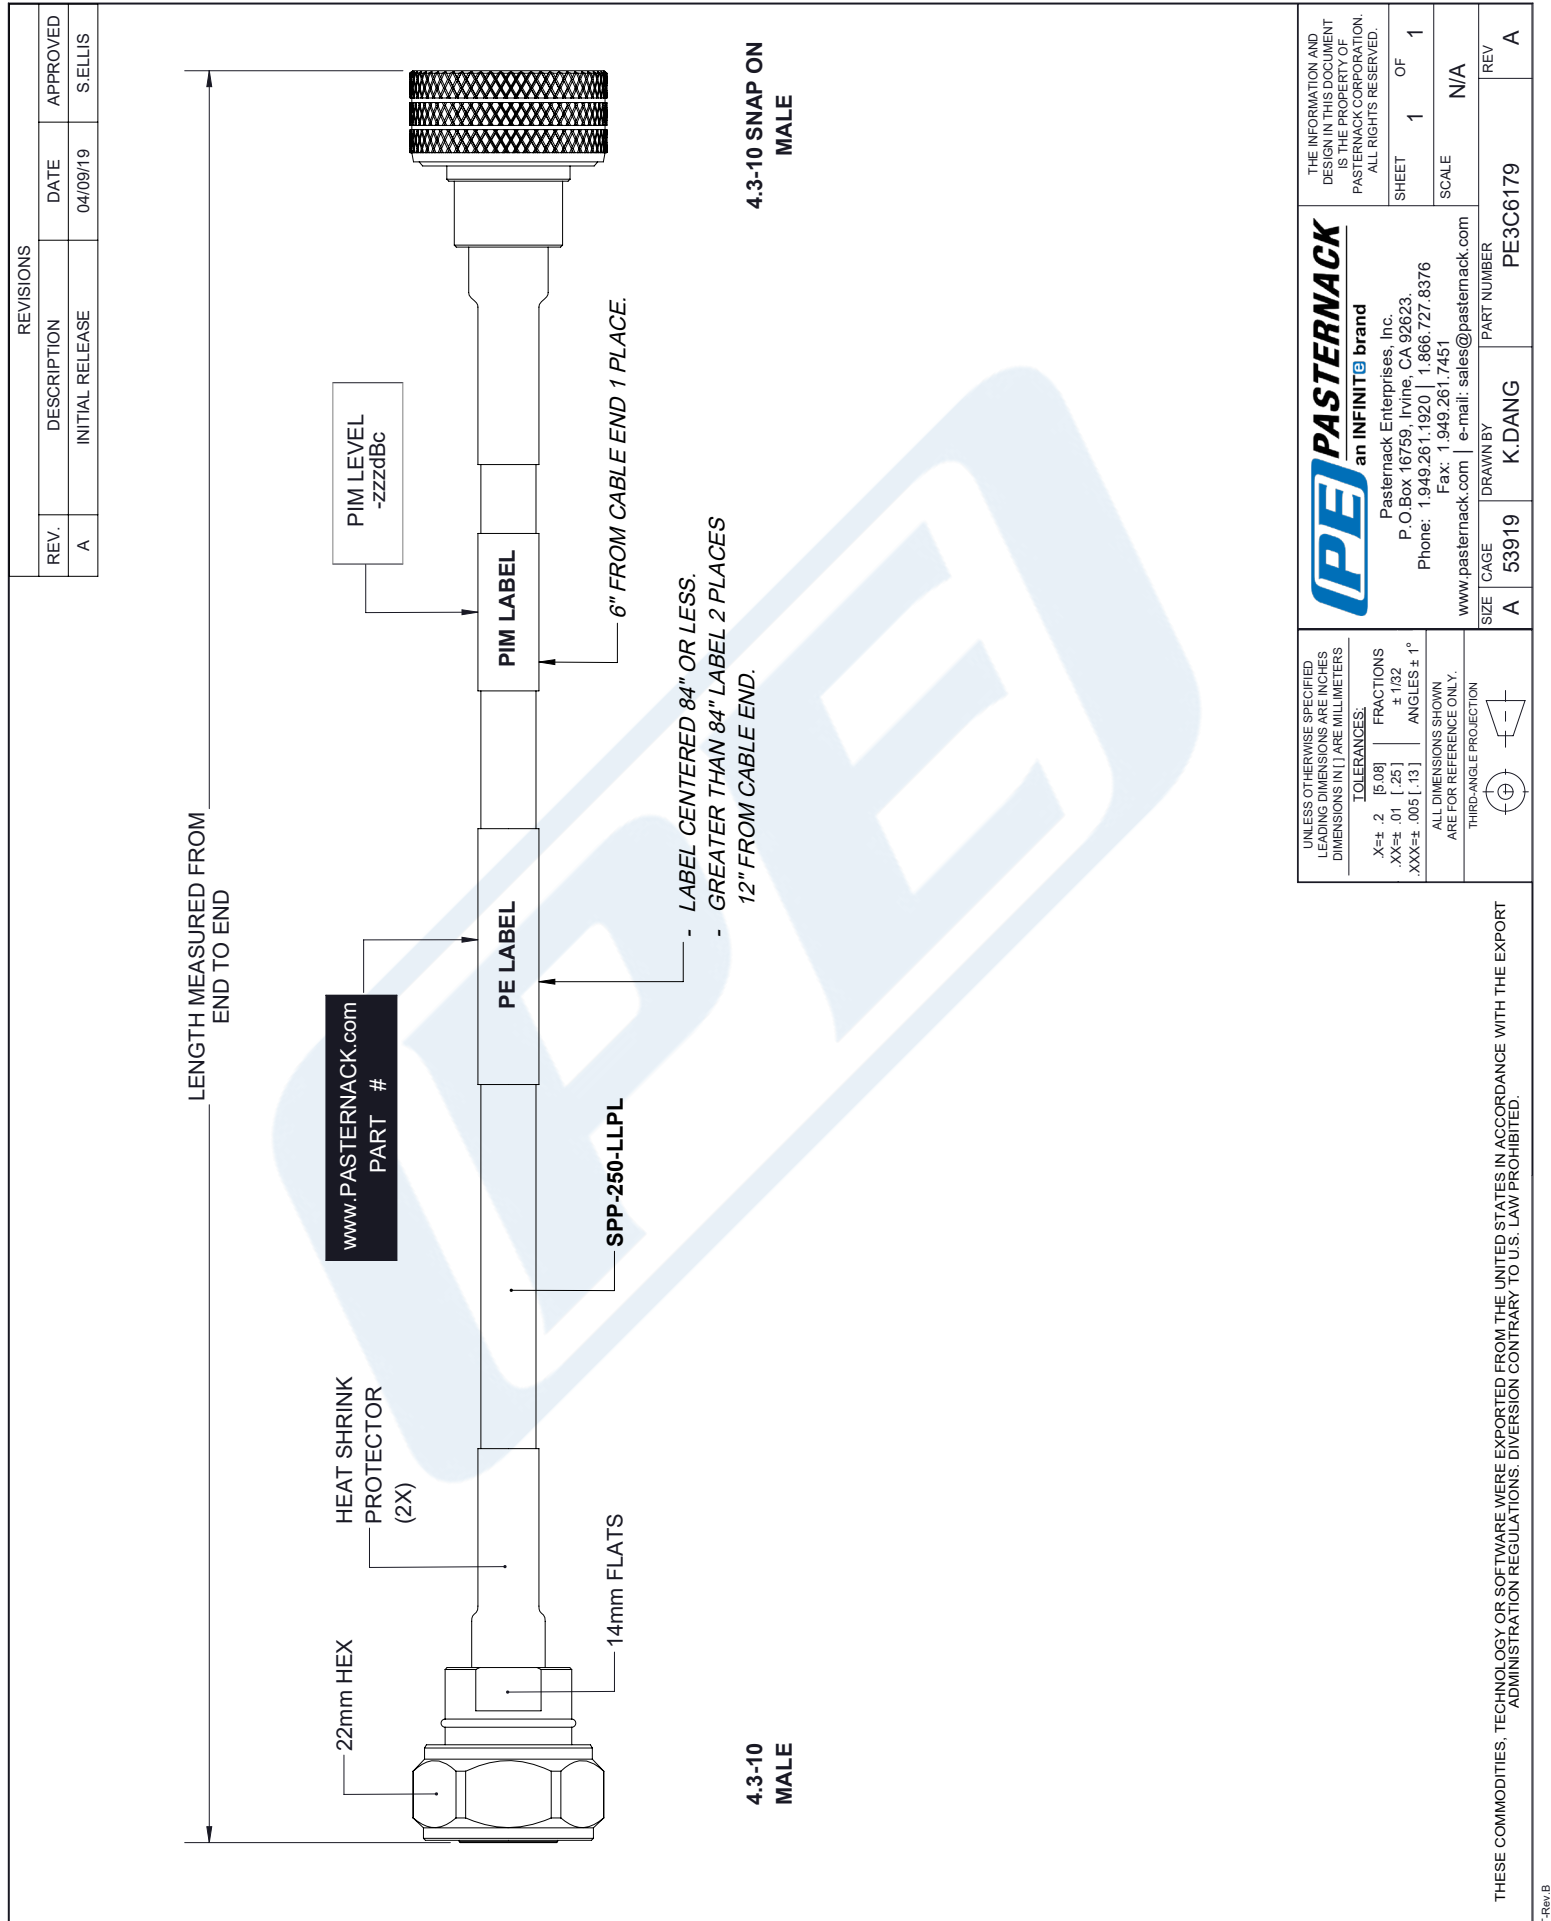 REVISIONS
REV.
DESCRIPTION
DATE
APPROVED
A
INITIAL RELEASE
04/09/19
S.ELLIS
LENGTH MEASURED FROM
END TO END
22mm HEX
HEAT SHRINK
PROTECTOR
(2X)
www.PASTERNACK.com
PART #
PIM LEVEL
-zzzdBc
PE LABEL
PIM LABEL
14mm FLATS
SPP-250-LLPL
- LABEL CENTERED 84" OR LESS.
- GREATER THAN 84" LABEL 2 PLACES
12" FROM CABLE END.
6" FROM CABLE END 1 PLACE.
4.3-10
MALE
4.3-10 SNAP ON
MALE
THESE COMMODITIES, TECHNOLOGY OR SOFTWARE WERE EXPORTED FROM THE UNITED STATES IN ACCORDANCE WITH THE EXPORT
ADMINISTRATION REGULATIONS. DIVERSION CONTRARY TO U.S. LAW PROHIBITED.
UNLESS OTHERWISE SPECIFIED
LEADING DIMENSIONS ARE INCHES
DIMENSIONS IN [ ] ARE MILLIMETERS
TOLERANCES:
.X=± .2 [5.08]
FRACTIONS
.XX=± .01 [ .25 ]
± 1/32
.XXX=± .005 [ .13 ]
ANGLES ± 1°
ALL DIMENSIONS SHOWN
ARE FOR REFERENCE ONLY.
THIRD-ANGLE PROJECTION
PE PASTERNACK
an INFINITe brand
Pasternack Enterprises, Inc.
P.O.Box 16759, Irvine, CA 92623.
Phone: 1.949.261.1920 | 1.866.727.8376
Fax: 1.949.261.7451
www.pasternack.com | e-mail: sales@pasternack.com
THE INFORMATION AND
DESIGN IN THIS DOCUMENT
IS THE PROPERTY OF
PASTERNACK CORPORATION.
ALL RIGHTS RESERVED.
SHEET 1 OF 1
SCALE
N/A
SIZE
A
CAGE
53919
DRAWN BY
K.DANG
PART NUMBER
PE3C6179
REV
A
PE